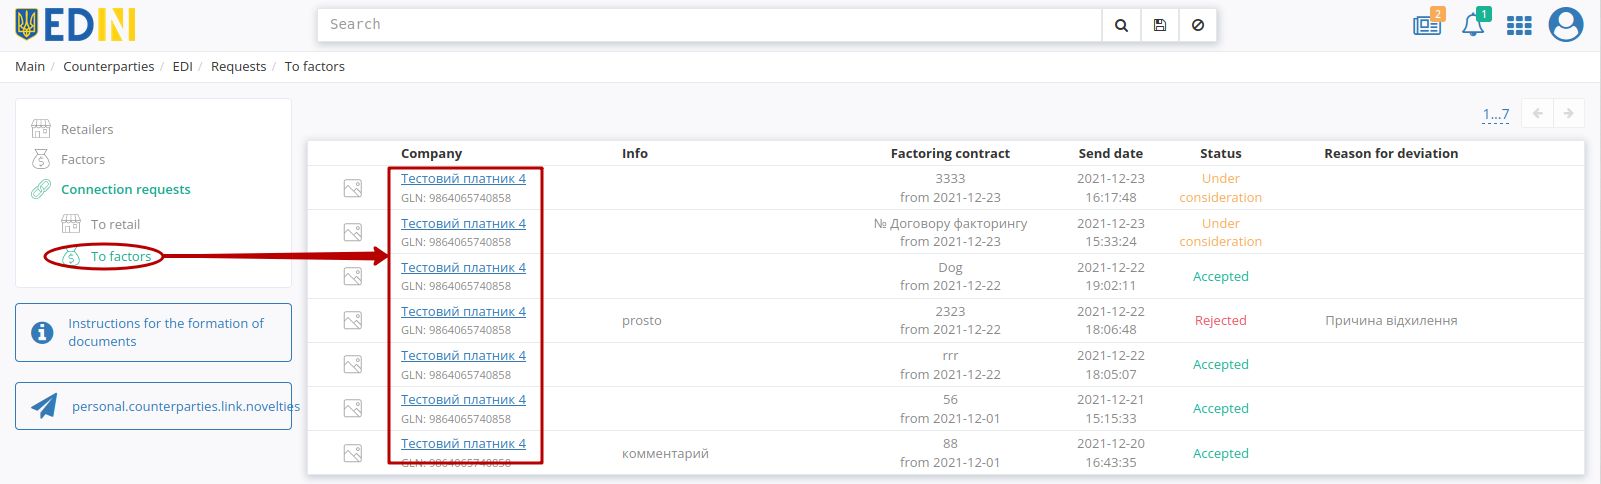 EDIN
Search
2
1
Main / Counterparties / EDI / Requests / To factors
Retailers
Factors
Connection requests
To retail
To factors
Instructions for the formation of
documents
personal.counterparties.link.novelties
1...7
Company Info Factoring contract Send date Status Reason for deviation
Тестовий платник 4 3333 2021-12-23 Under
GLN: 9864065740858 from 2021-12-23 16:17:48 consideration
Тестовий платник 4 № Договору факторингу 2021-12-23 Under
GLN: 9864065740858 from 2021-12-23 15:33:24 consideration
Тестовий платник 4 Dog 2021-12-22 Accepted
GLN: 9864065740858 from 2021-12-22 19:02:11
Тестовий платник 4 prosto 2323 2021-12-22 Rejected Причина відхилення
GLN: 9864065740858 from 2021-12-22 18:06:48
Тестовий платник 4 rrr 2021-12-22 Accepted
GLN: 9864065740858 from 2021-12-22 18:05:07
Тестовий платник 4 56 2021-12-21 Accepted
GLN: 9864065740858 from 2021-12-01 15:15:33
Тестовий платник 4 комментарий 88 2021-12-20 Accepted
GLN: 9864065740858 from 2021-12-01 16:43:35